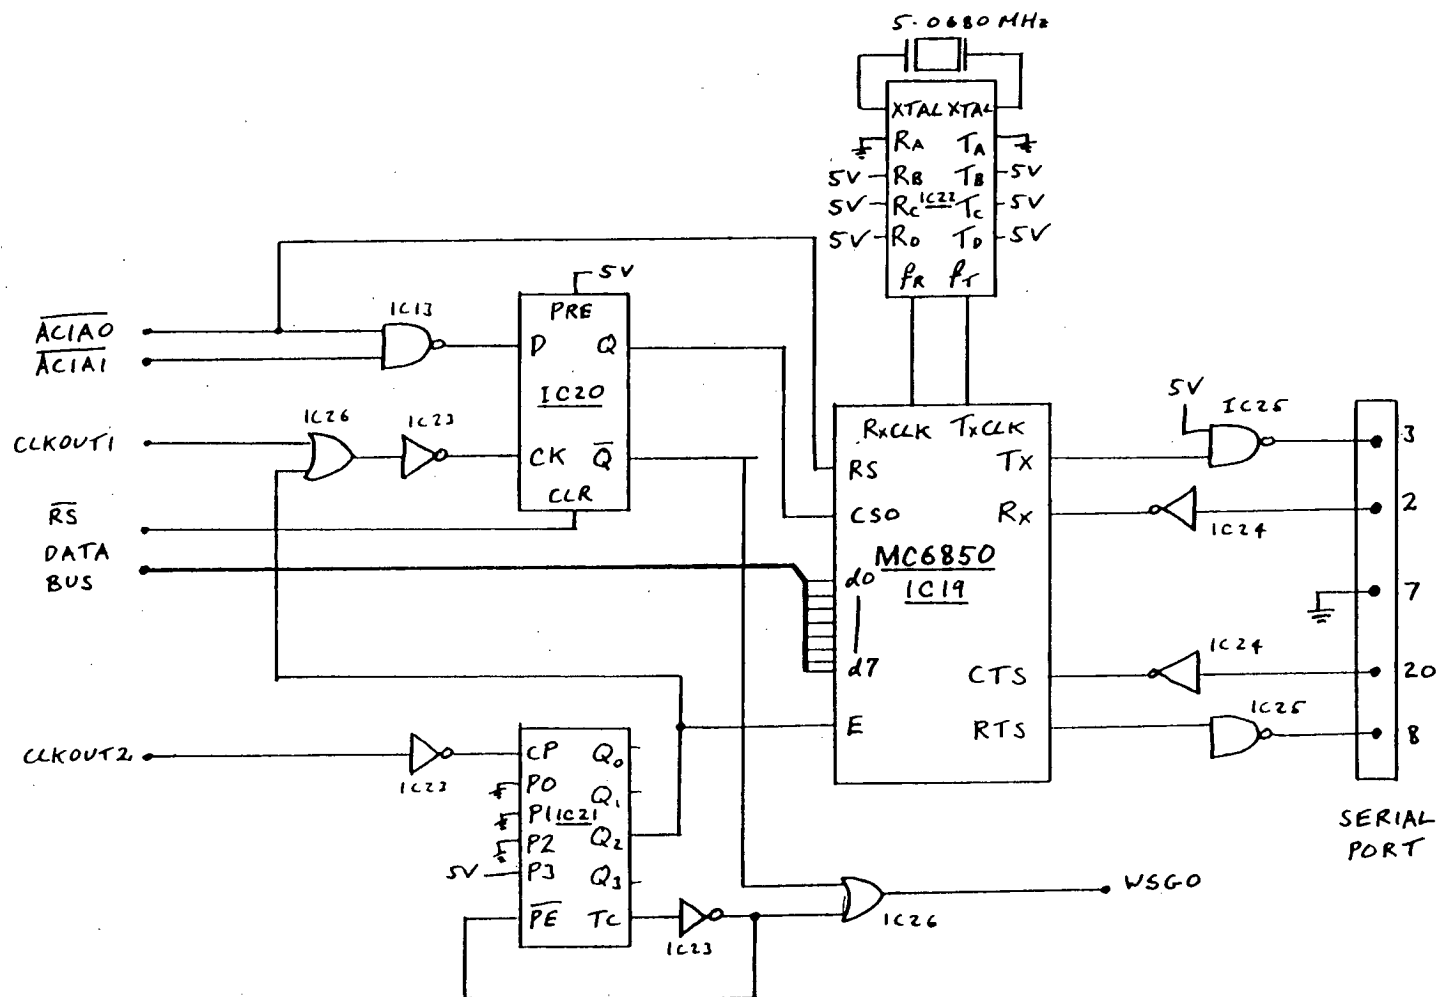 5.0680 MHz
XTAL XTAL
RA TA
5V RB TB 5V
5V RC IC22 TC 5V
5V RD TD 5V
fR fT
5V
PRE
IC13
ACIA0
ACIA1
D Q
IC20
IC26 IC23
CLKOUT1
CK Q
CLR
RS
DATA
BUS
RxCLK TxCLK
RS
Tx
CS0
Rx
MC6850
IC19
d0
d7
CTS
E
RTS
5V
IC25
3
2
IC24
7
IC24
20
IC25
8
SERIAL
PORT
CLKOUT2
IC23
CP Q0
P0
Q1
P1 IC21
P2 Q2
5V P3
Q3
PE TC
IC23
IC26
WSG0